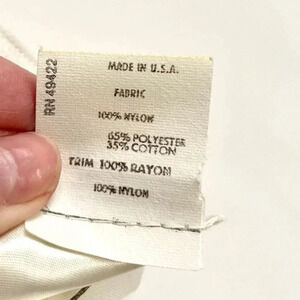 RN 49422
MADE IN U.S.A.
FABRIC
100% NYLON
65% POLYESTER
35% COTTON
TRIM 100% RAYON
100% NYLON